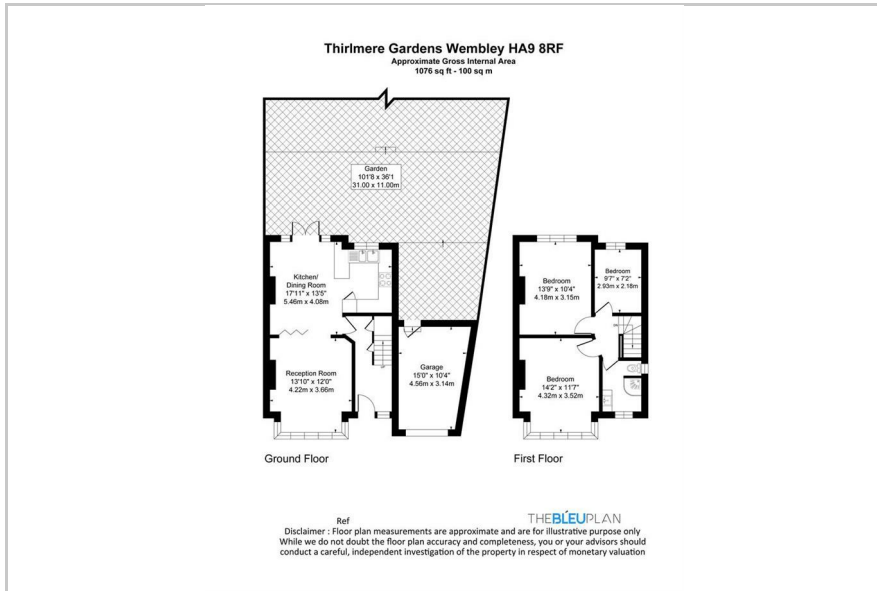 Thirlmere Gardens Wembley HA9 8RF
Approximate Gross Internal Area
1076 sq ft - 100 sq m
Garden
101'8 x 36'1
31.00 x 11.00m
Kitchen/
Dining Room
17'11" x 13'5"
5.46m x 4.08m
Reception Room
13'10" x 12'0"
4.22m x 3.66m
Garage
15'0" x 10'4"
4.56m x 3.14m
Ground Floor
Bedroom
13'9" x 10'4"
4.18m x 3.15m
Bedroom
9'7" x 7'2"
2.93m x 2.18m
Bedroom
14'2" x 11'7"
4.32m x 3.52m
First Floor
Ref
THEBLEUPLAN
Disclaimer : Floor plan measurements are approximate and are for illustrative purpose only
While we do not doubt the floor plan accuracy and completeness, you or your advisors should
conduct a careful, independent investigation of the property in respect of monetary valuation